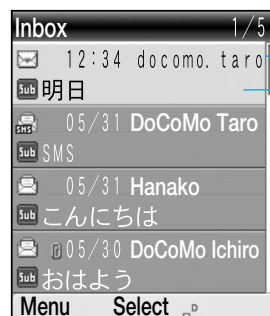 Inbox 1/5
12:34 docomo. taro
Sub 明日
SMS 05/31 DoCoMo Taro
Sub SMS
05/31 Hanako
Sub こんにちは
05/30 DoCoMo Ichiro
Sub おはよう
Menu Select